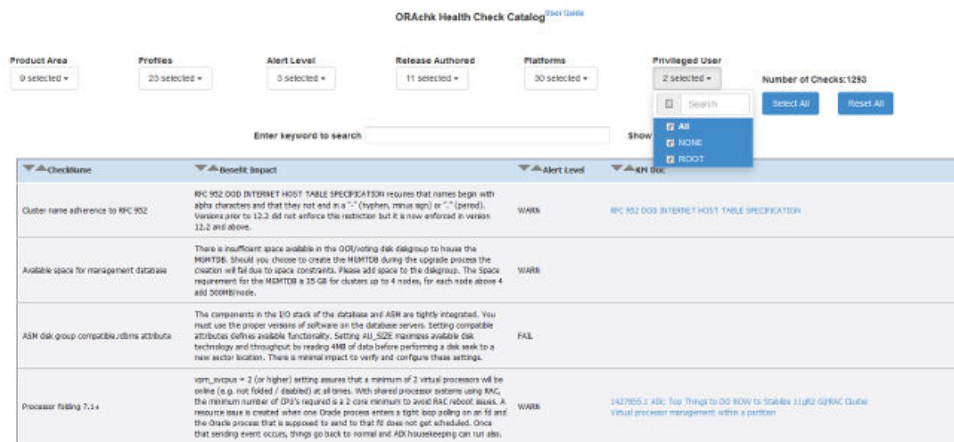 ORAchk Health Check Catalog User Guide
Product Area Profiles Alert Level Release Authored Platforms Privileged User
9 selected 23 selected 3 selected 11 selected 30 selected 2 selected Number of Checks:1293
Search Select All Reset All
All
Enter keyword to search Show
NONE
ROOT
CheckName Benefit Impact Alert Level KM Doc
RFC 952 DOD INTERNET HOST TABLE SPECIFICATION requires that names begin with
alpha characters and that they not end in a "-" (hyphen, minus sign) or "." (period).
Cluster name adherence to RFC 952 WARN RFC 952 DOD INTERNET HOST TABLE SPECIFICATION
Versions prior to 12.2 did not enforce this restriction but it is now enforced in version
12.2 and above.
There is insufficient space available in the OCR/voting disk diskgroup to house the
MGMTDB. Should you choose to create the MGMTDB during the upgrade process the
Available space for management database creation will fail due to space constraints. Please add space to the diskgroup. The Space WARN
requirement for the MGMTDB is 35 GB for clusters up to 4 nodes, for each node above 4
add 500MB/node.
The components in the I/O stack of the database and ASM are tightly integrated. You
must use the proper versions of software on the database servers. Setting compatible
ASM disk group compatible.rdbms attribute attributes defines available functionality. Setting AU_SIZE maximizes available disk FAIL
technology and throughput by reading 4MB of data before performing a disk seek to a
new sector location. There is minimal impact to verify and configure these settings.
vpm_xvcpus = 2 (or higher) setting assures that a minimum of 2 virtual processors will be
online (e.g. not folded / disabled) at all times. With shared processor systems using RAC,
the minimum number of CPU's required is a 2 core minimum to avoid RAC reboot issues. A
Processor folding 7.1+ resource issue is created when one Oracle process enters a tight loop polling on an fd and WARN 1427855.1 AIX: Top Things to DO NOW to Stabilize 11gR2 GI/RAC Cluster
the Oracle process that is supposed to send to that fd does not get scheduled. Once Virtual processor management within a partition
that sending event occurs, things go back to normal and AIX housekeeping can run also.